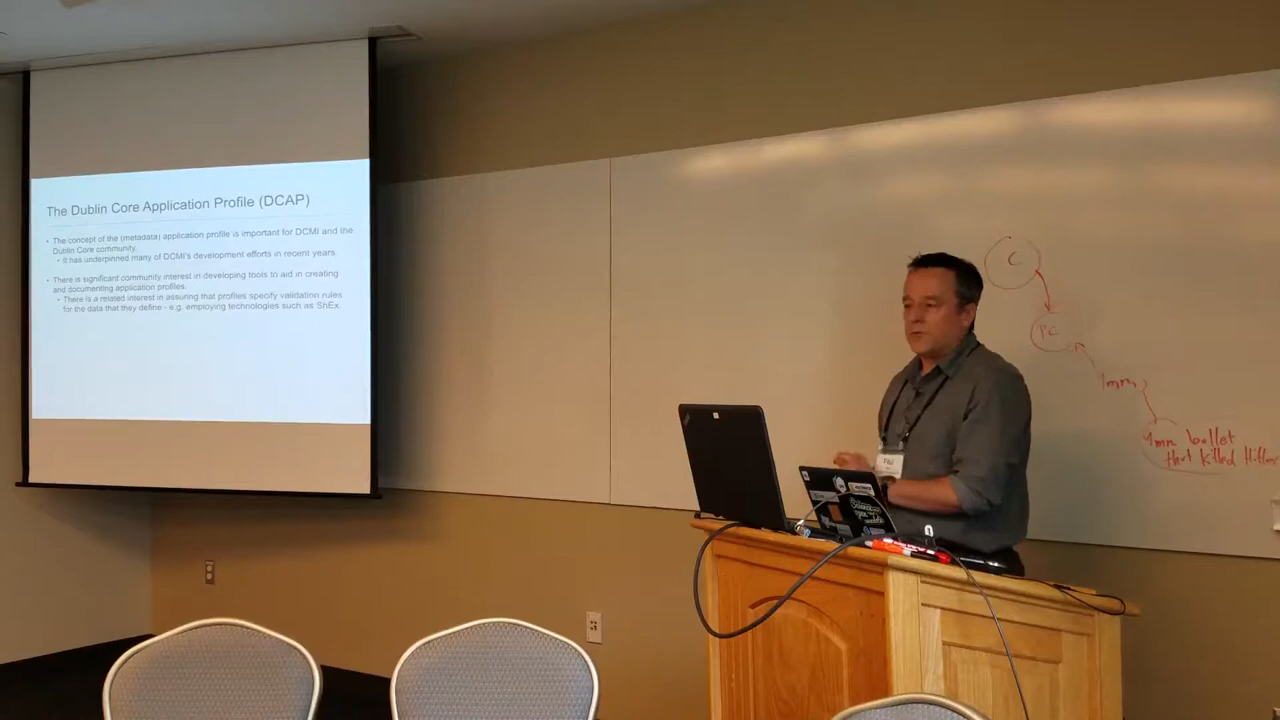 The Dublin Core Application Profile (DCAP)
• The concept of the (metadata) application profile is important for DCMI and the
Dublin Core community.
• It has underpinned many of DCMI's development efforts in recent years.
• There is significant community interest in developing tools to aid in creating
and documenting application profiles.
• There is a related interest in assuring that profiles specify validation rules
for the data that they define - e.g. employing technologies such as ShEx.
C
PC
1mm
1mm bullet
that killed Hitler
Paul